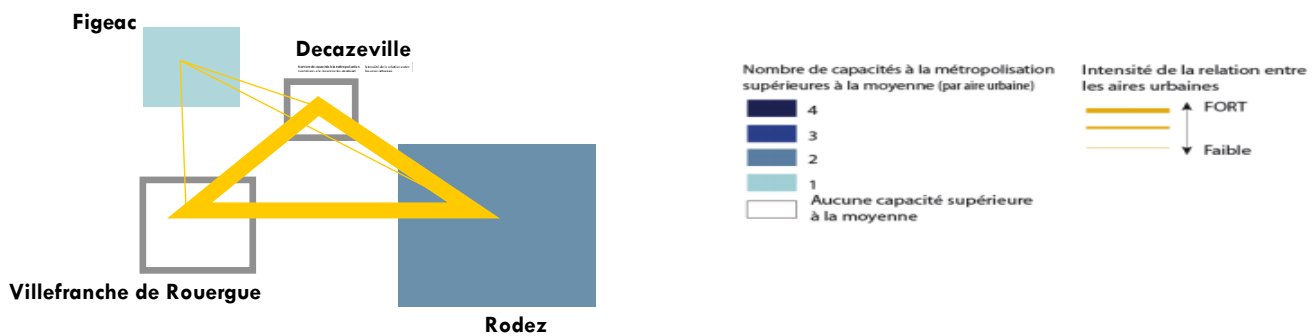 Figeac
Decazeville
Villefranche de Rouergue
Rodez
Nombre de capacités à la métropolisation
supérieures à la moyenne (par aire urbaine)
4
3
2
1
Aucune capacité supérieure
à la moyenne
Intensité de la relation entre
les aires urbaines
FORT
Faible